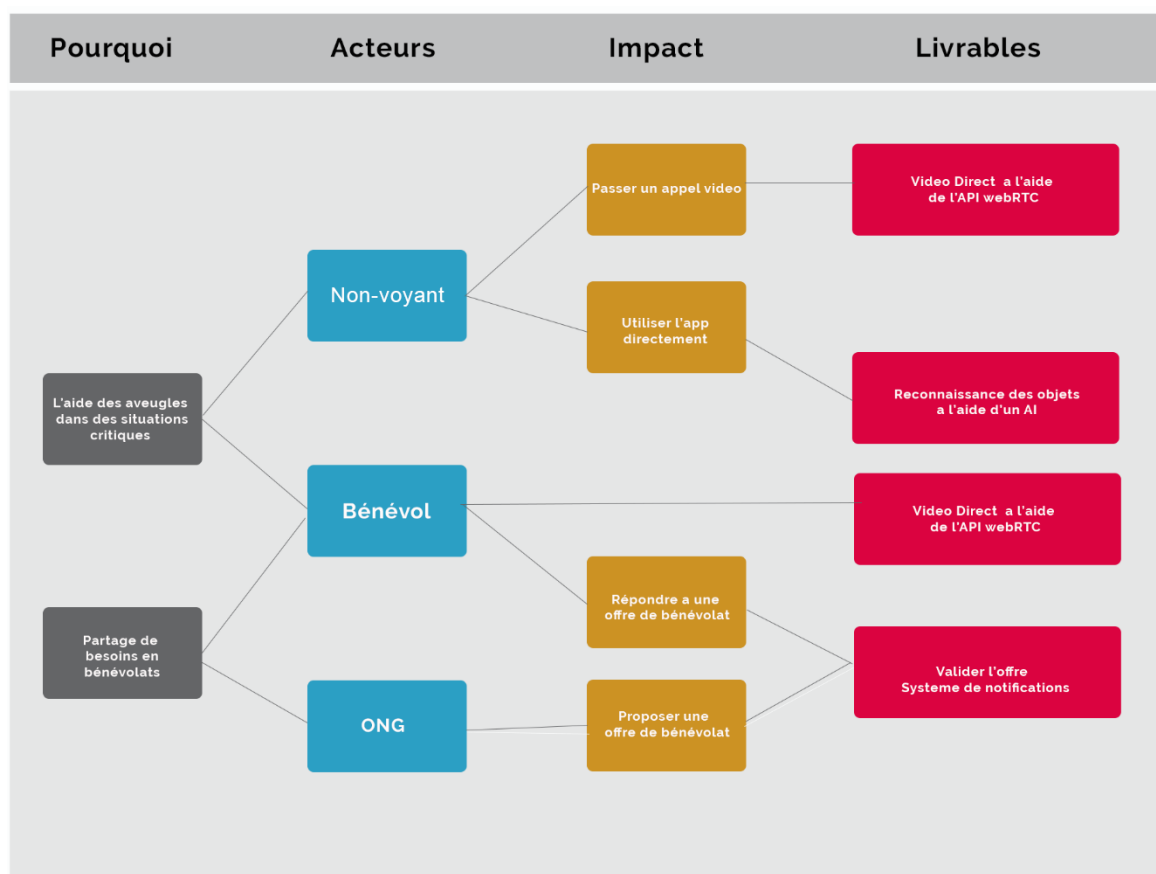 Pourquoi Acteurs Impact Livrables
Passer un appel video
Video Direct a l'aide
de l'API webRTC
Non-voyant
Utiliser l'app
directement
L'aide des aveugles
dans des situations
critiques
Reconnaissance des objets
a l'aide d'un AI
Bénévol
Video Direct a l'aide
de l'API webRTC
Répondre a une
offre de bénévolat
Partage de
besoins en
bénévolats
Valider l'offre
Systeme de notifications
ONG
Proposer une
offre de bénévolat